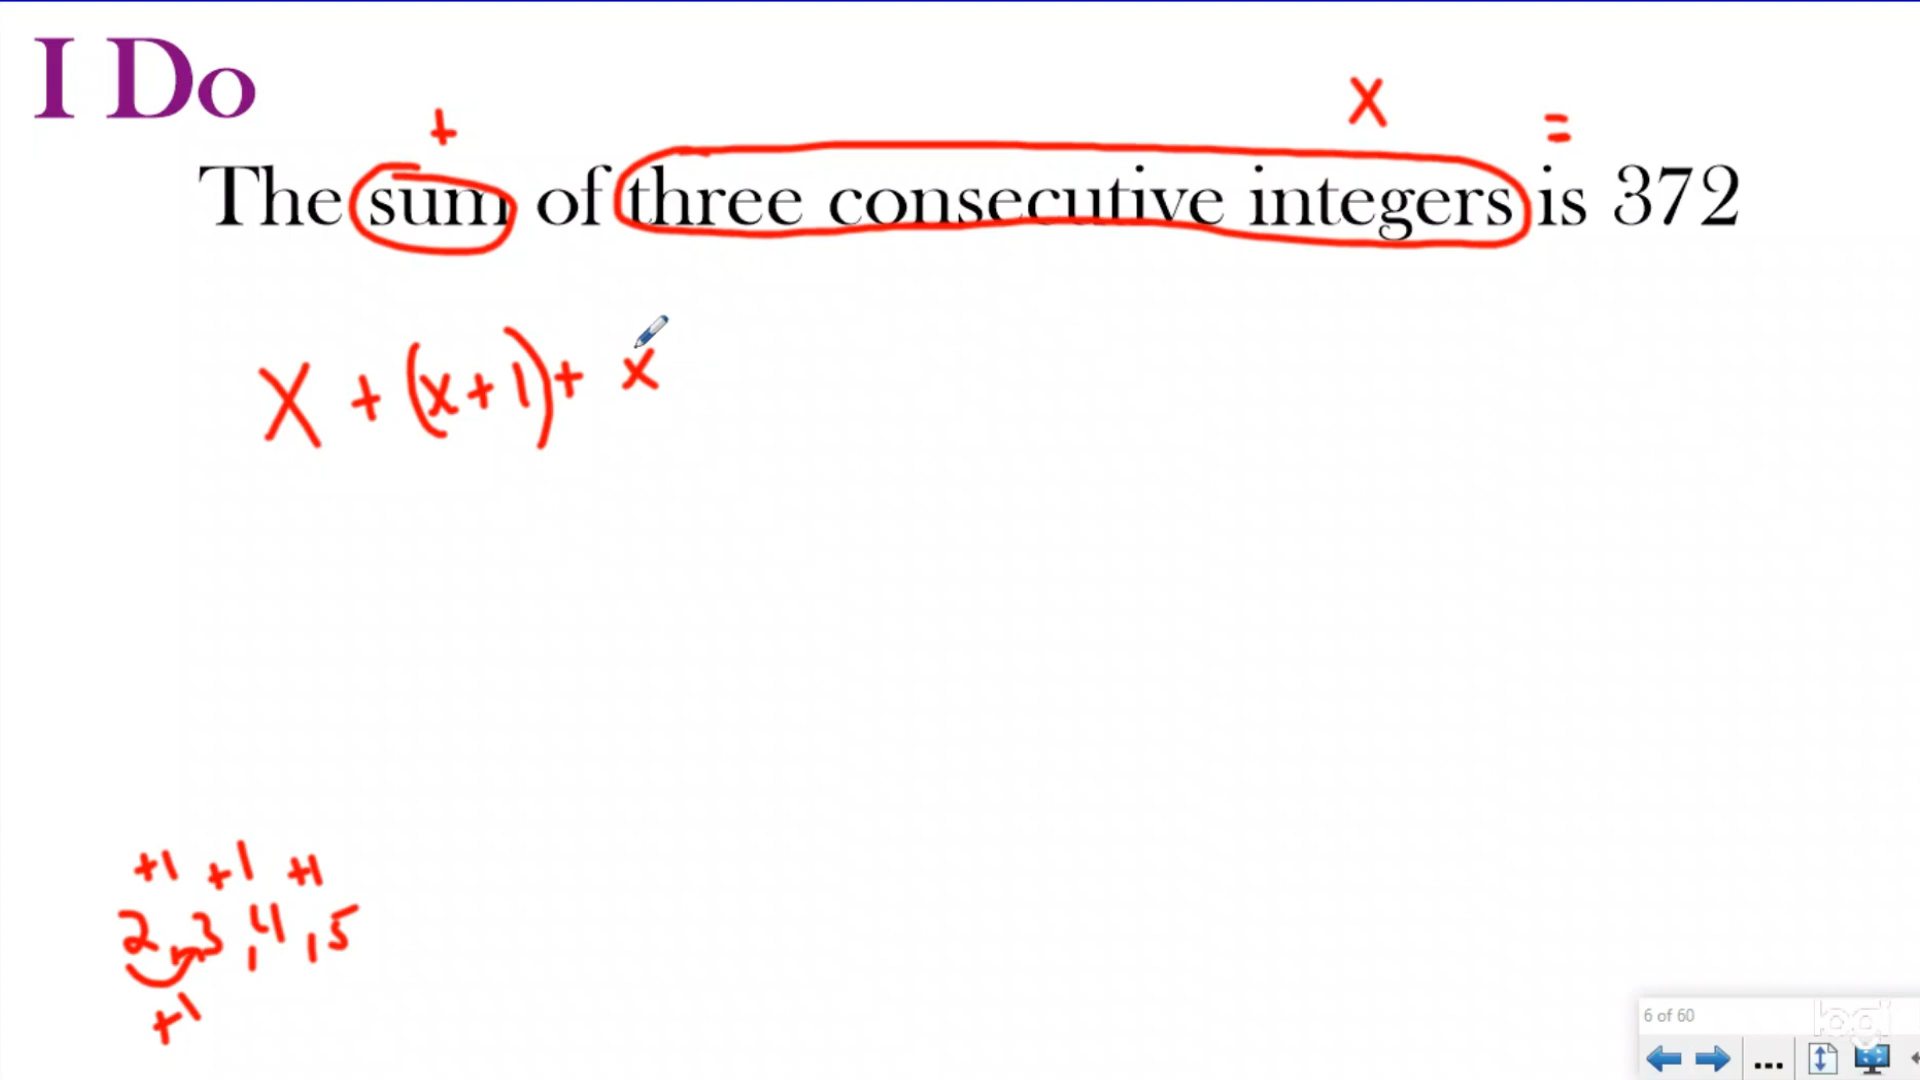 I Do
+ x =
The sum of three consecutive integers is 372
x + (x+1) + x
+1 +1 +1
2, 3, 4, 5
+1
6 of 60
logi
...